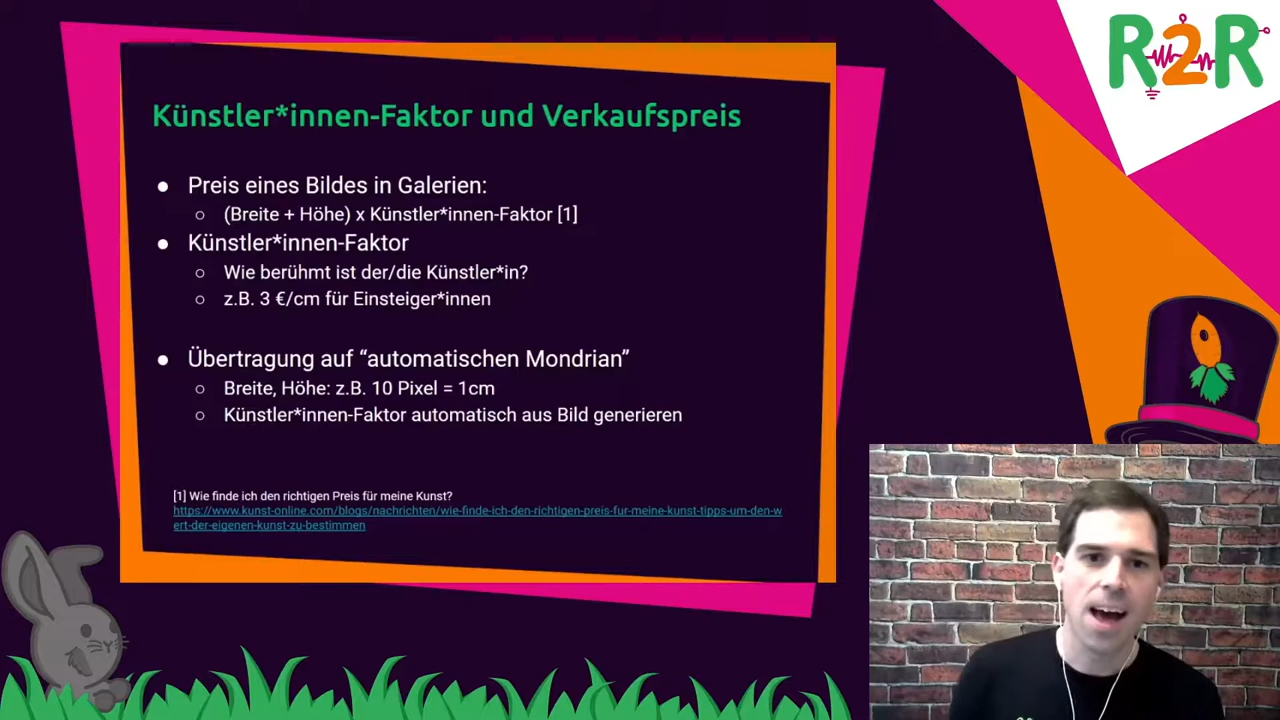 R2R
Künstler*innen-Faktor und Verkaufspreis
● Preis eines Bildes in Galerien:
○ (Breite + Höhe) x Künstler*innen-Faktor [1]
● Künstler*innen-Faktor
○ Wie berühmt ist der/die Künstler*in?
○ z.B. 3 €/cm für Einsteiger*innen
● Übertragung auf “automatischen Mondrian”
○ Breite, Höhe: z.B. 10 Pixel = 1cm
○ Künstler*innen-Faktor automatisch aus Bild generieren
[1] Wie finde ich den richtigen Preis für meine Kunst?
https://www.kunst-online.com/blogs/nachrichten/wie-finde-ich-den-richtigen-preis-fur-meine-kunst-tipps-um-den-w
ert-der-eigenen-kunst-zu-bestimmen